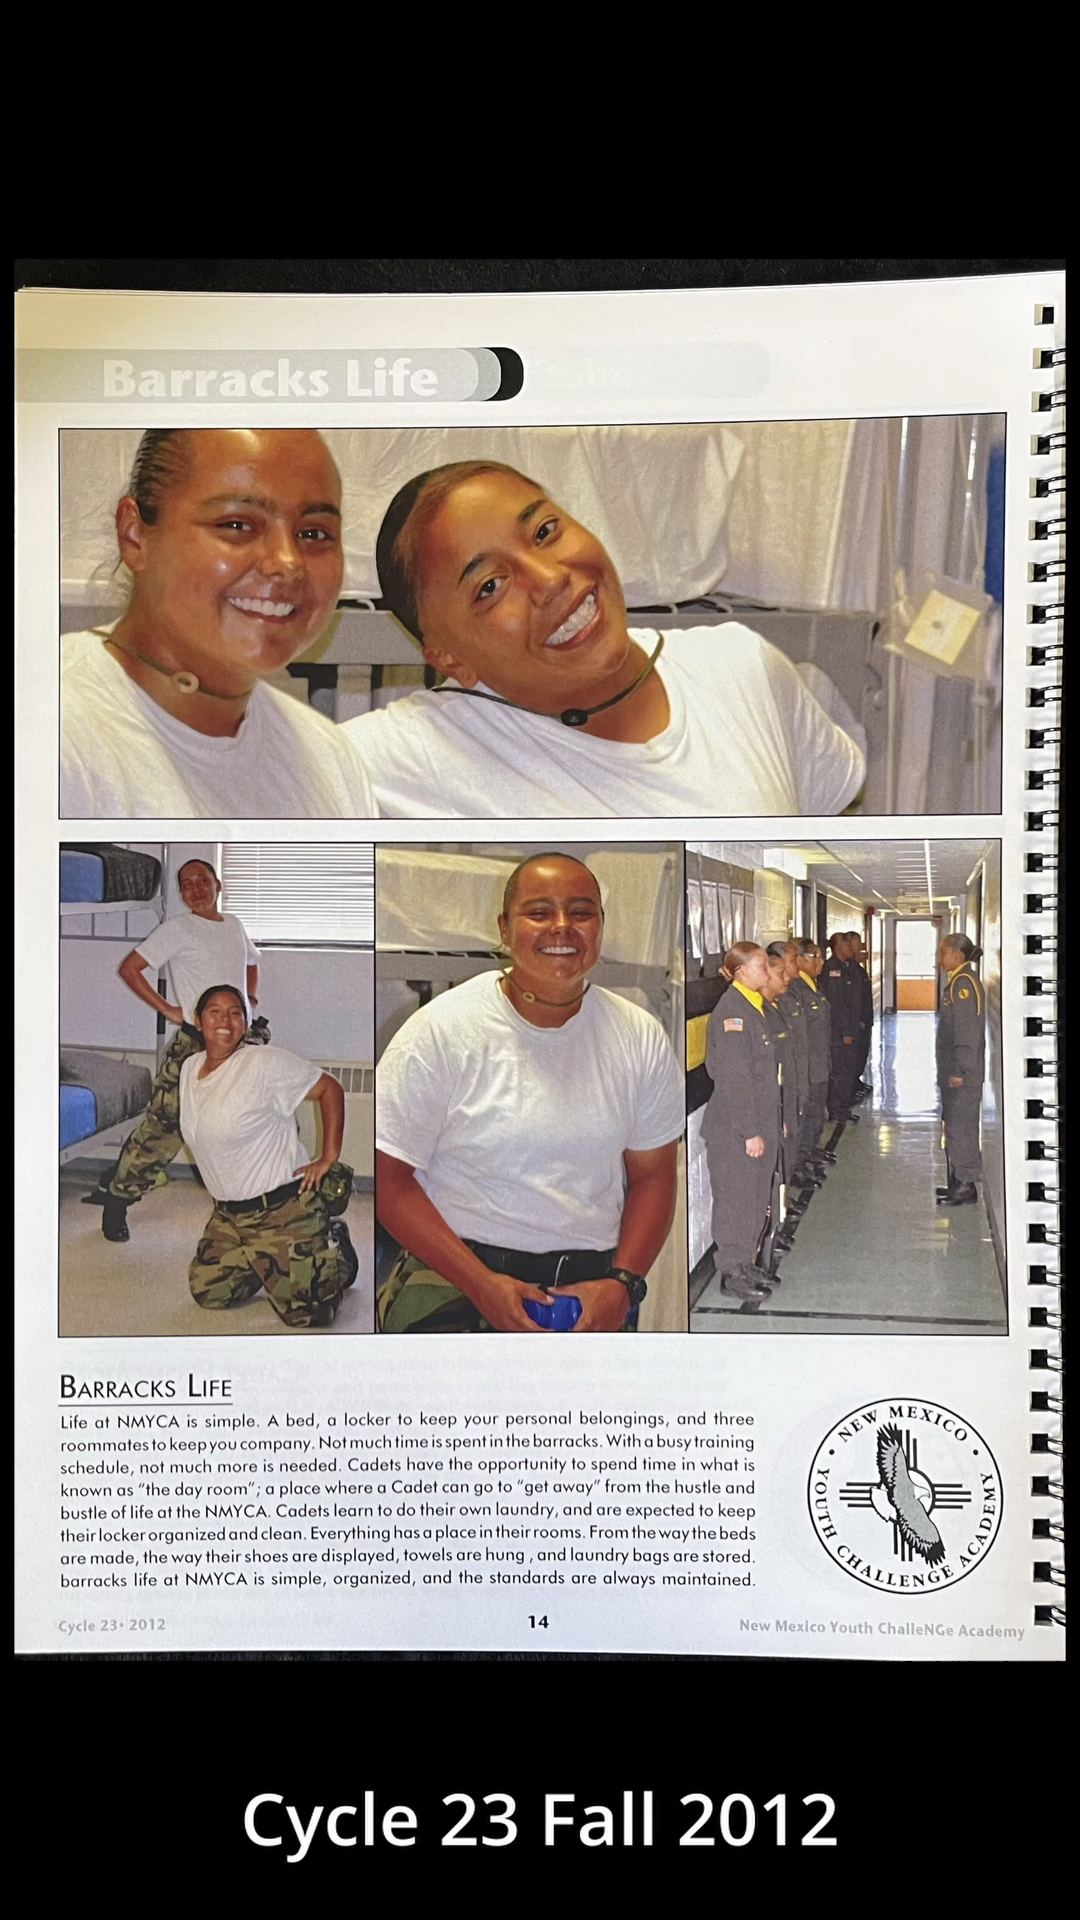 Barracks Life
BARRACKS LIFE
Life at NMYCA is simple. A bed, a locker to keep your personal belongings, and three
roommates to keep you company. Not much time is spent in the barracks. With a busy training
schedule, not much more is needed. Cadets have the opportunity to spend time in what is
known as "the day room"; a place where a Cadet can go to "get away" from the hustle and
bustle of life at the NMYCA. Cadets learn to do their own laundry, and are expected to keep
their locker organized and clean. Everything has a place in their rooms. From the way the beds
are made, the way their shoes are displayed, towels are hung , and laundry bags are stored.
barracks life at NMYCA is simple, organized, and the standards are always maintained.
• NEW MEXICO •
YOUTH CHALLENGE ACADEMY
Cycle 23• 2012
14
New Mexico Youth ChalleNGe Academy
Cycle 23 Fall 2012